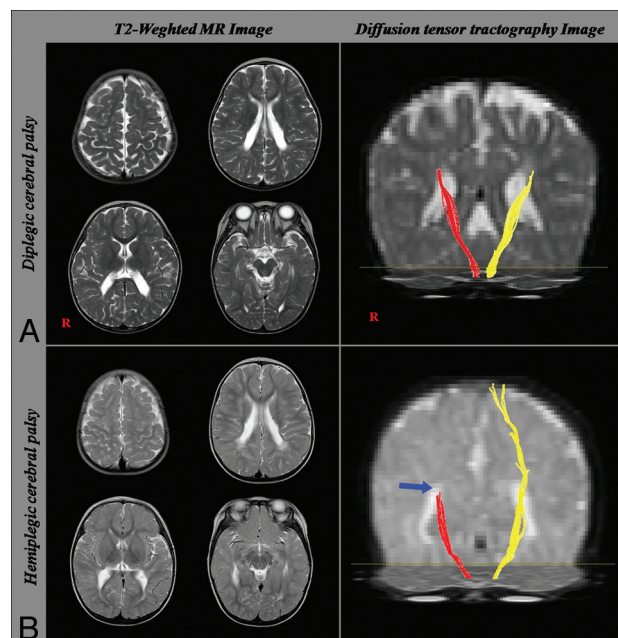 T2-Weghted MR Image
Diffusion tensor tractography Image
Diplegic cerebral palsy
A
R
R
Hemiplegic cerebral palsy
B